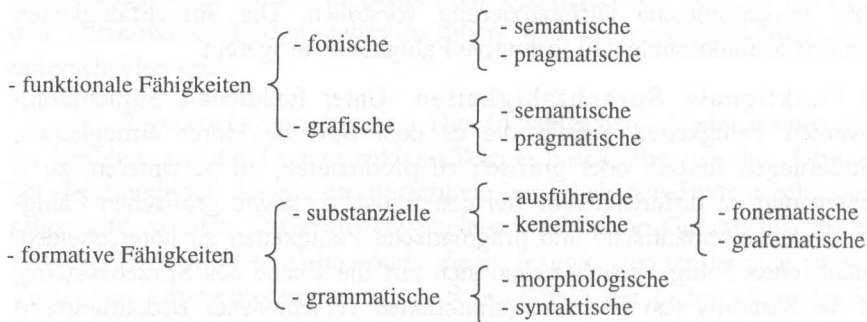 - semantische
- fonische
- pragmatische
- funktionale Fähigkeiten
- semantische
- grafische
- pragmatische
- ausführende
- substanzielle
- kenemische
- fonematische
- grafematische
- formative Fähigkeiten
- morphologische
- grammatische
- syntaktische